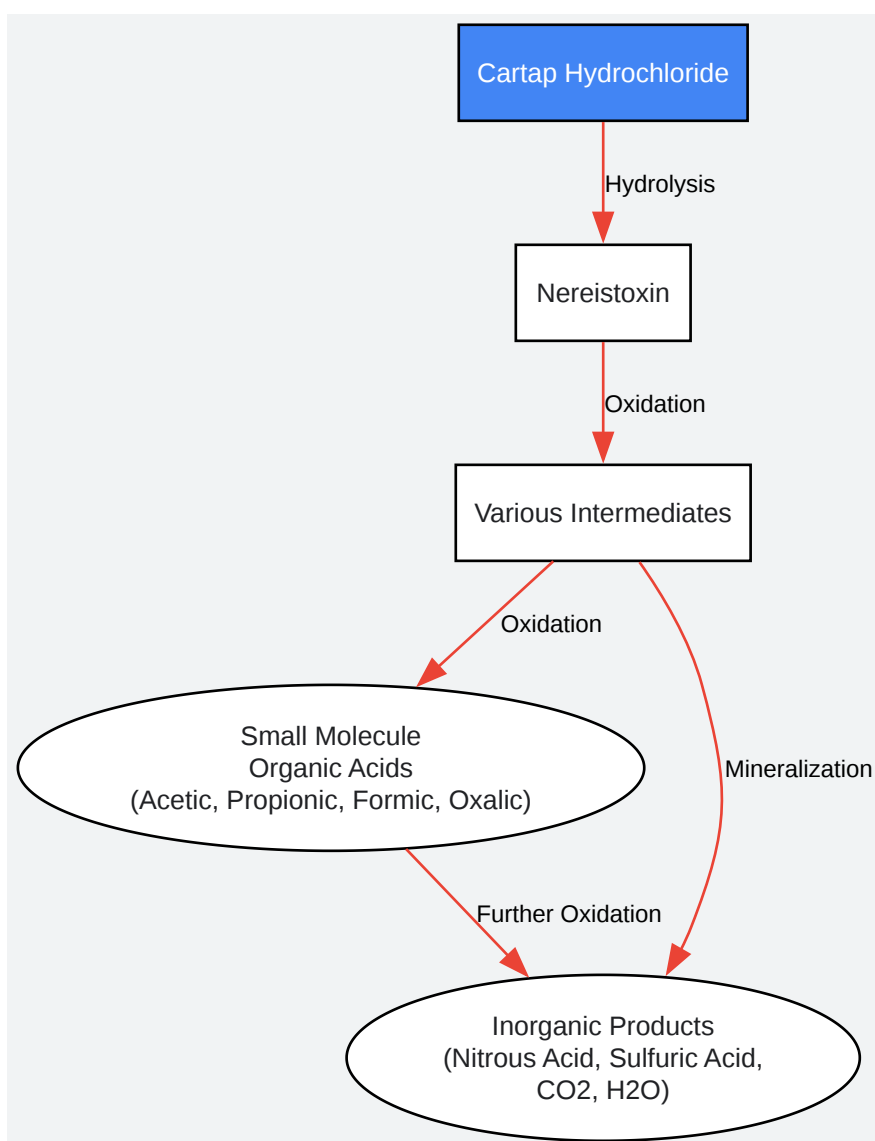 Cartap Hydrochloride
Hydrolysis
Nereistoxin
Oxidation
Various Intermediates
Oxidation
Small Molecule
Organic Acids
(Acetic, Propionic, Formic, Oxalic)
Mineralization
Further Oxidation
Inorganic Products
(Nitrous Acid, Sulfuric Acid,
CO2, H2O)